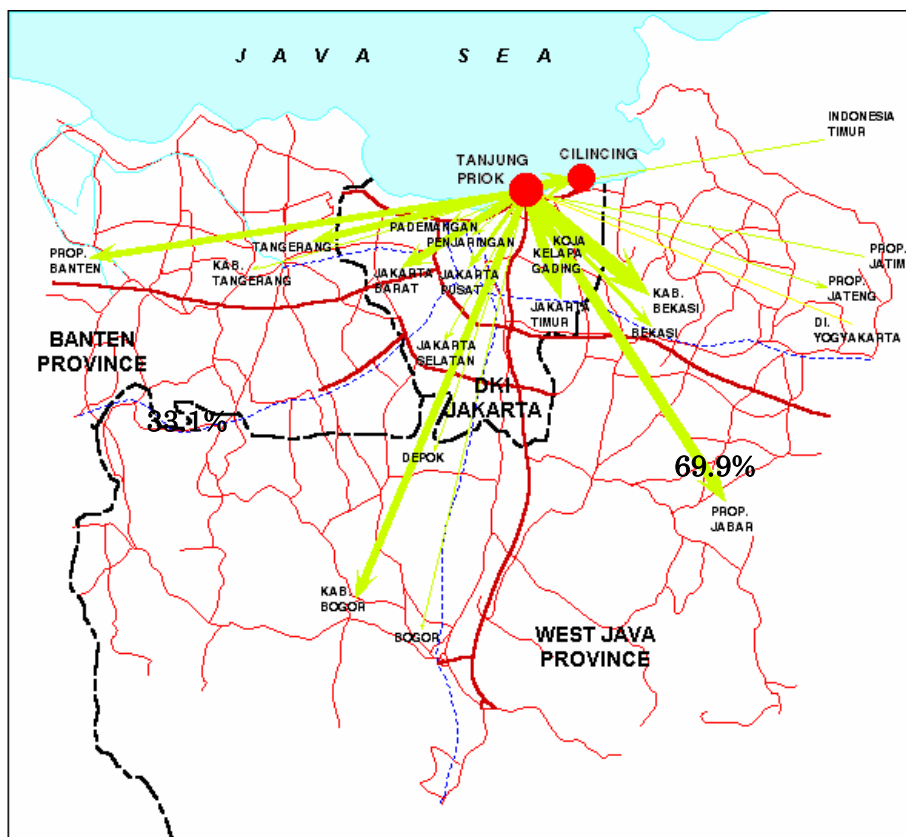 JAVA SEA
INDONESIA
TIMUR
CILINCING
TANJUNG
PRIOK
PADEMANGAN
PENJARINGAN
TANGERANG
KOJA
KELAPA
GADING
PROP.
BANTEN
KAB.
TANGERANG
JAKARTA
BARAT
JAKARTA
PUSAT
PROP.
JATIM
PROP.
JATENG
KAB.
BEKASI
JAKARTA
TIMUR
BEKASI
DI.
YOGYAKARTA
BANTEN
PROVINCE
JAKARTA
SELATAN
DKI
JAKARTA
33.1%
DEPOK
69.9%
PROP.
JABAR
KAB.
BOGOR
BOGOR
WEST JAVA
PROVINCE